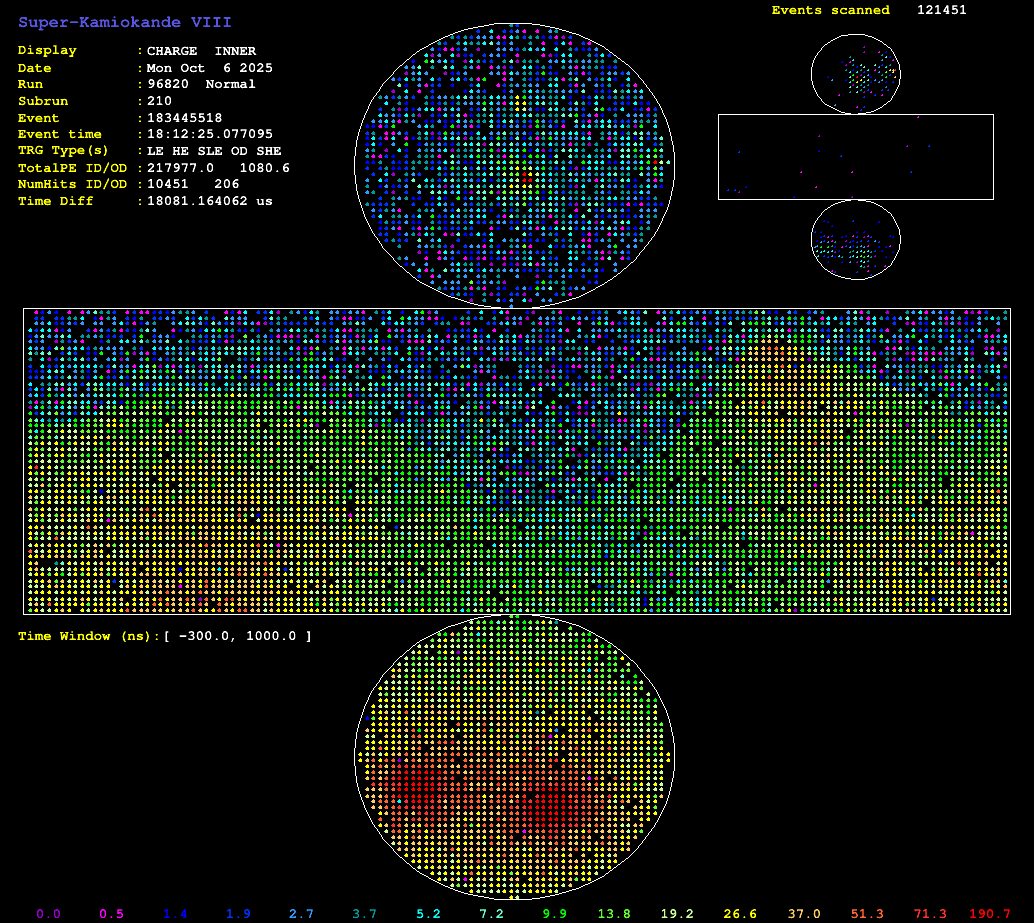 Super-Kamiokande VIII
Events scanned 121451
Display : CHARGE INNER
Date : Mon Oct 6 2025
Run : 96820 Normal
Subrun : 210
Event : 183445518
Event time : 18:12:25.077095
TRG Type(s) : LE HE SLE OD SHE
TotalPE ID/OD : 217977.0 1080.6
NumHits ID/OD : 10451 206
Time Diff : 18081.164062 us
Time Window (ns):[ -300.0, 1000.0 ]
0.0 0.5 1.4 1.9 2.7 3.7 5.2 7.2 9.9 13.8 19.2 26.6 37.0 51.3 71.3 190.7